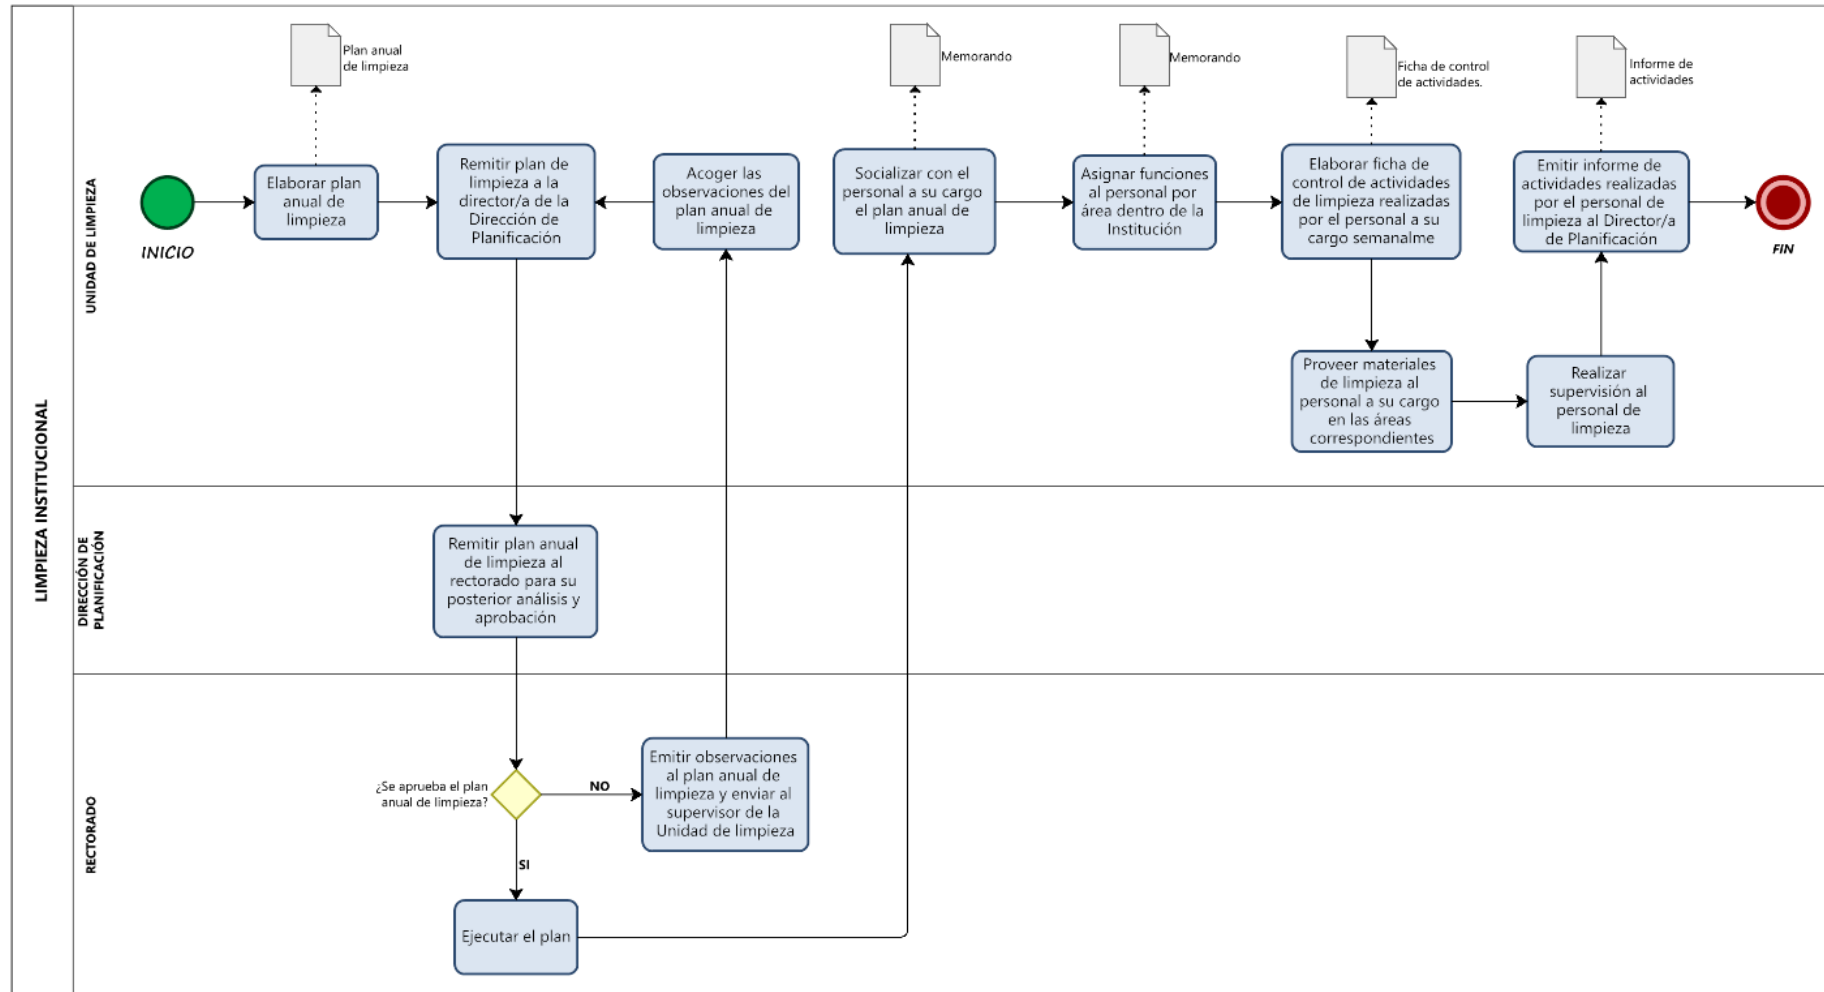 LIMPIEZA INSTITUCIONAL
UNIDAD DE LIMPIEZA
INICIO
Plan anual
de limpieza
Elaborar plan
anual de
limpieza
Remitir plan de
limpieza a la
director/a de la
Dirección de
Planificación
Acoger las
observaciones del
plan anual de
limpieza
Memorando
Socializar con el
personal a su cargo
el plan anual de
limpieza
Memorando
Asignar funciones
al personal por
área dentro de la
Institución
Ficha de control
de actividades.
Elaborar ficha de
control de actividades
de limpieza realizadas
por el personal a su
cargo semanalme
Informe de
actividades
Emitir informe de
actividades realizadas
por el personal de
limpieza al Director/a
de Planificación
FIN
Proveer materiales
de limpieza al
personal a su cargo
en las áreas
correspondientes
Realizar
supervisión al
personal de
limpieza
DIRECCIÓN DE
PLANIFICACIÓN
Remitir plan anual
de limpieza al
rectorado para su
posterior análisis y
aprobación
RECTORADO
¿Se aprueba el plan
anual de limpieza?
NO
Emitir observaciones
al plan anual de
limpieza y enviar al
supervisor de la
Unidad de limpieza
SI
Ejecutar el plan